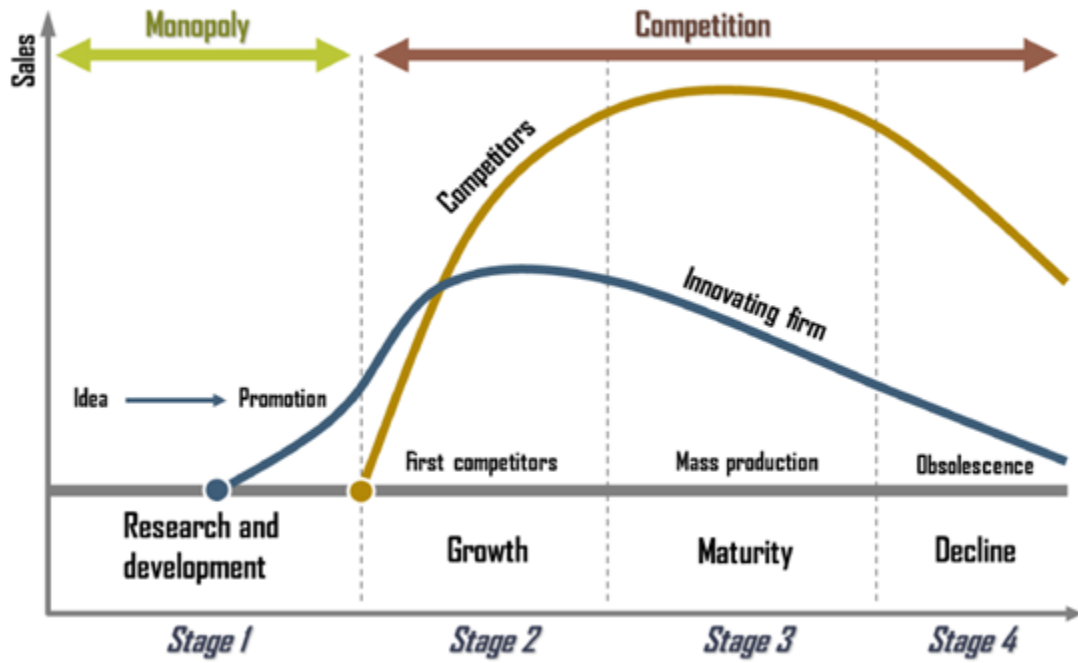 Monopoly
Competition
Sales
Competitors
Innovating firm
Idea
Promotion
First competitors
Mass production
Obsolescence
Research and
development
Growth
Maturity
Decline
Stage 1
Stage 2
Stage 3
Stage 4